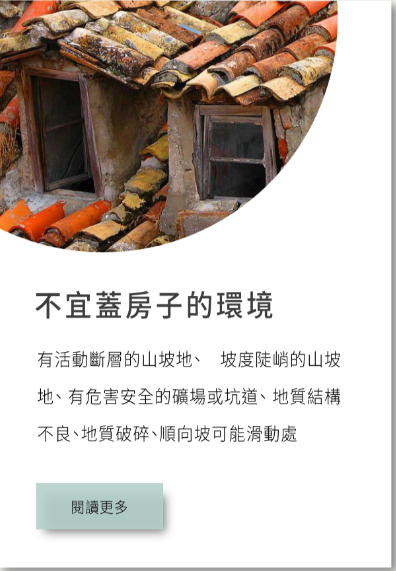 不宜蓋房子的環境
有活動斷層的山坡地、 坡度陡峭的山坡
地、有危害安全的礦場或坑道、地質結構
不良、地質破碎、順向坡可能滑動處
閱讀更多